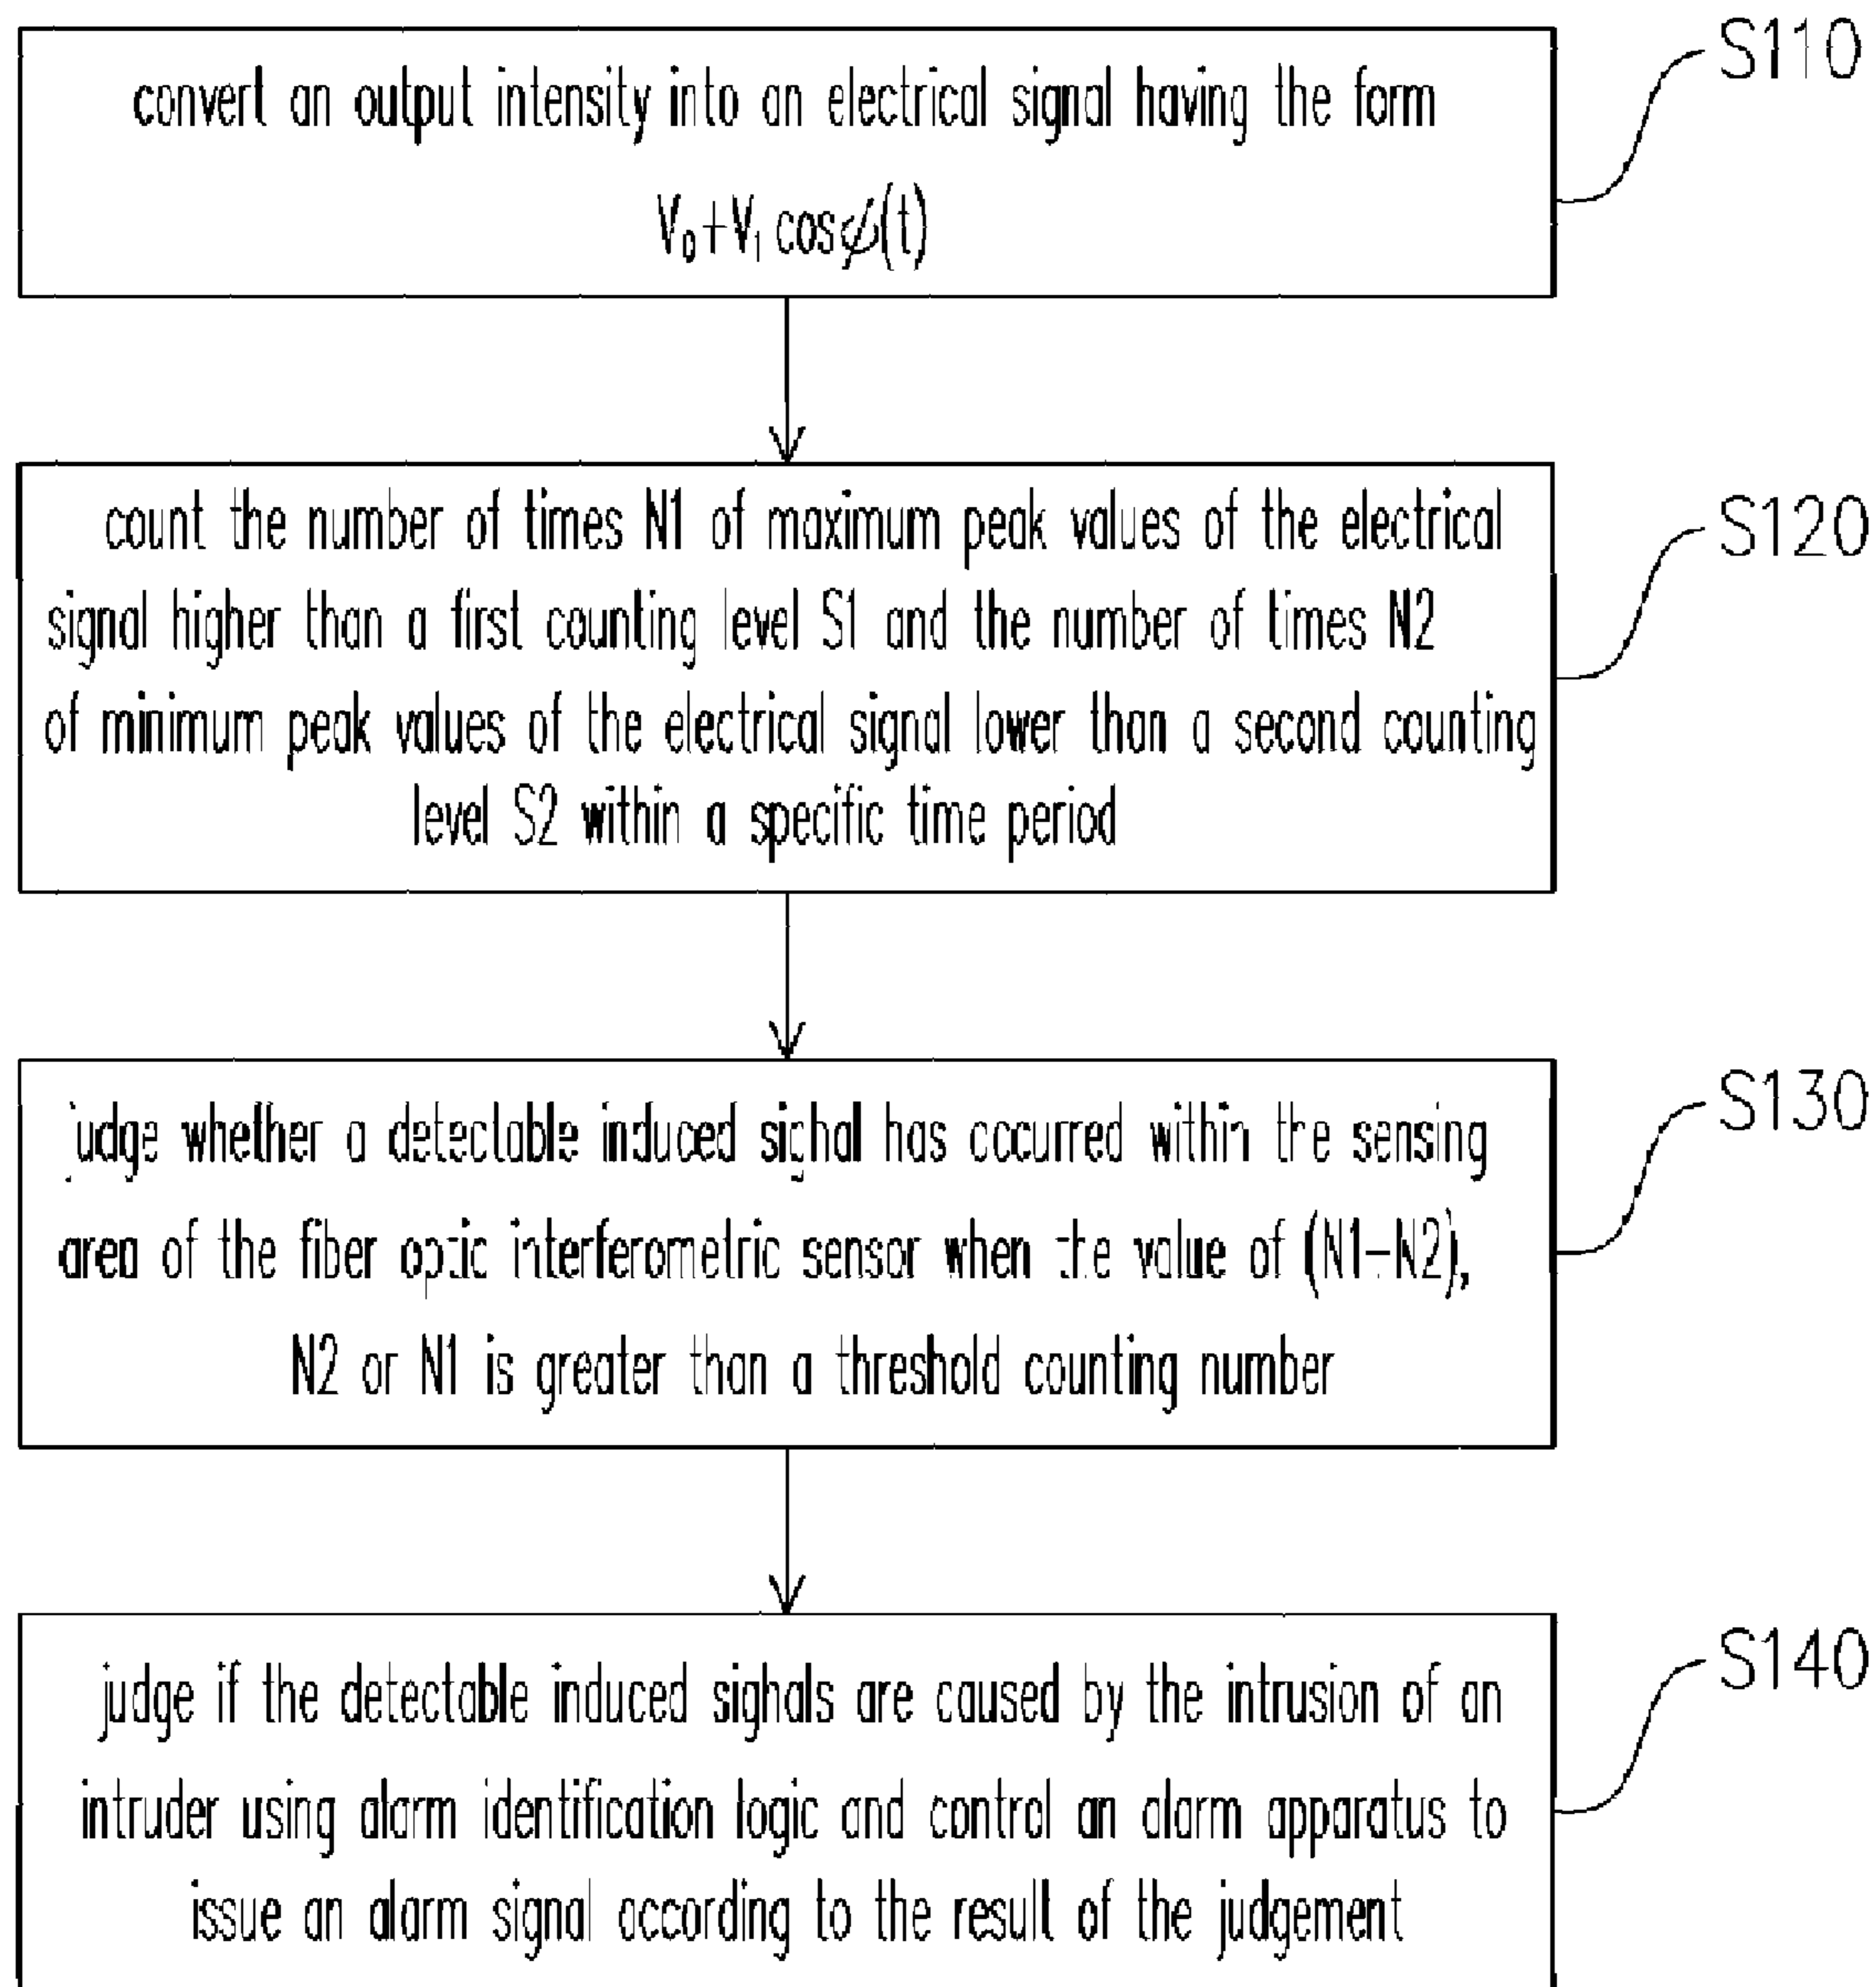 convert an output intensity into an electrical signal having the form
V₀+V₁ cosϕ(t)
S110
count the number of times N1 of maximum peak values of the electrical
signal higher than a first counting level S1 and the number of times N2
of minimum peak values of the electrical signal lower than a second counting
level S2 within a specific time period
S120
judge whether a detectable induced sighal has occurred within the sensing
area of the fiber optic interferometric sensor when the value of (N1-N2),
N2 or N1 is greater than a threshold counting number
S130
judge if the detectable induced sighals are caused by the intrusion of an
intruder using alarm identification logic and control an alarm apparatus to
issue an alarm signal according to the result of the judgement
S140